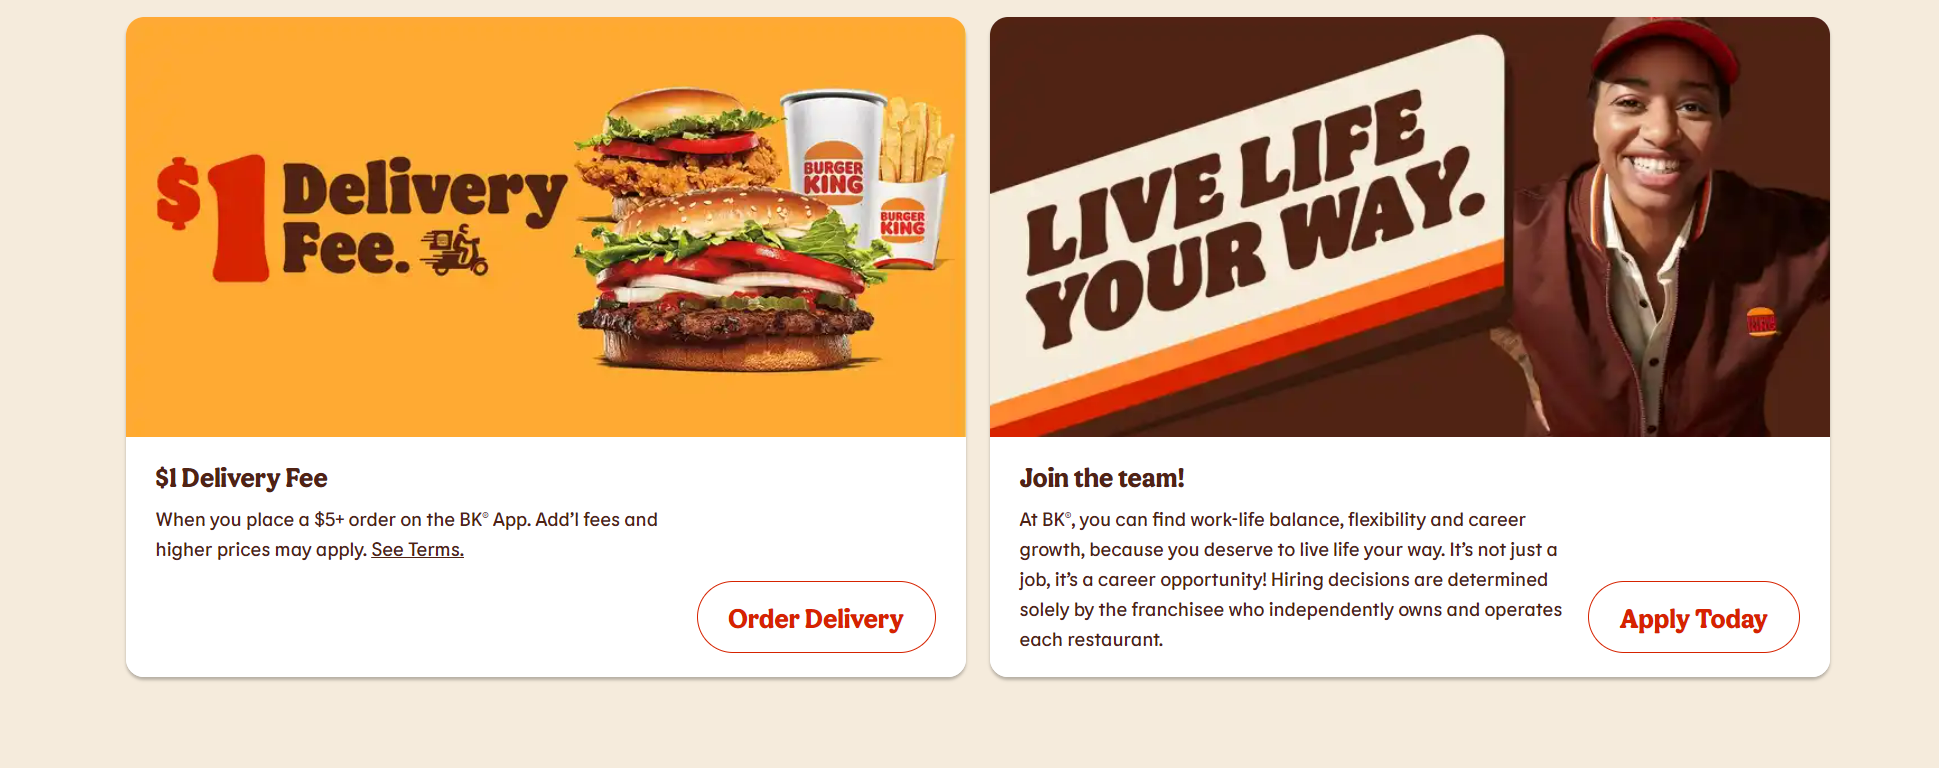 $1 Delivery
Fee.
BURGER
KING
BURGER
KING
$1 Delivery Fee
When you place a $5+ order on the BK® App. Add’l fees and
higher prices may apply. See Terms.
Order Delivery
LIVE LIFE
YOUR WAY.
Join the team!
At BK®, you can find work-life balance, flexibility and career
growth, because you deserve to live life your way. It’s not just a
job, it’s a career opportunity! Hiring decisions are determined
solely by the franchisee who independently owns and operates
each restaurant.
Apply Today